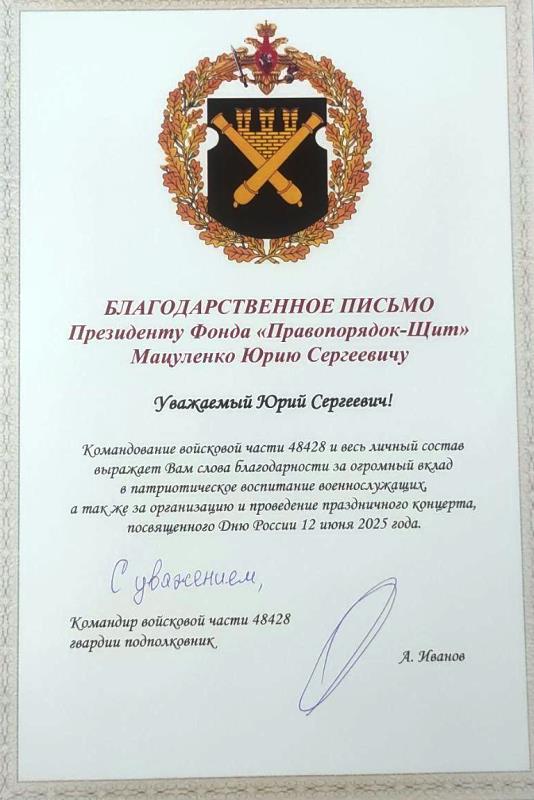 БЛАГОДАРСТВЕННОЕ ПИСЬМО
Президенту Фонда «Правопорядок-Щит»
Мацуленко Юрию Сергеевичу
Уважаемый Юрий Сергеевич!
Командование войсковой части 48428 и весь личный состав
выражает Вам слова благодарности за огромный вклад
в патриотическое воспитание военнослужащих,
а так же за организацию и проведение праздничного концерта,
посвященного Дню России 12 июня 2025 года.
С уважением,
Командир войсковой части 48428
гвардии подполковник
А. Иванов